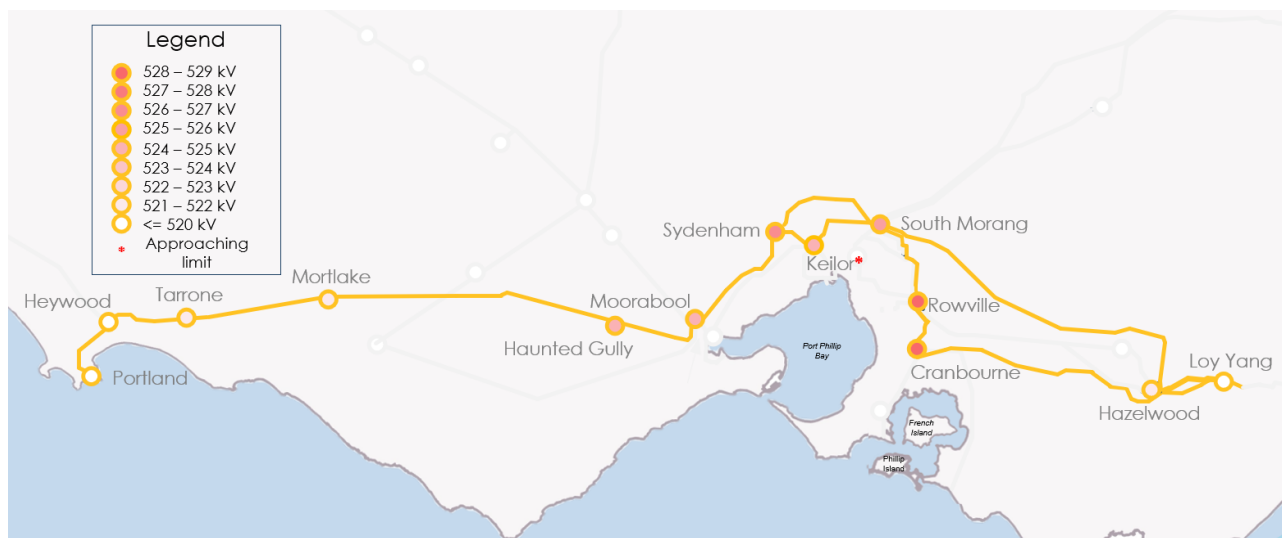 Legend
528 – 529 kV
527 – 528 kV
526 – 527 kV
525 – 526 kV
524 – 525 kV
523 – 524 kV
522 – 523 kV
521 – 522 kV
<= 520 kV
* Approaching
limit
Sydenham
South Morang
Keilor*
Mortlake
Tarrone
Heywood
Moorabool
Rowville
Haunted Gully
Port Phillip
Bay
Portland
Cranbourne
Loy Yang
Hazelwood
French
Island
Phillip
Island